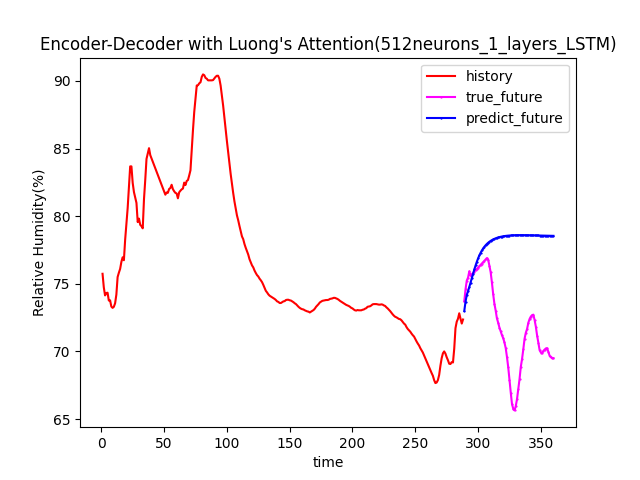 Encoder-Decoder with Luong's Attention(512neurons_1_layers_LSTM)
history
true_future
predict_future
Relative Humidity(%)
90
85
80
75
70
65
0 50 100 150 200 250 300 350
time